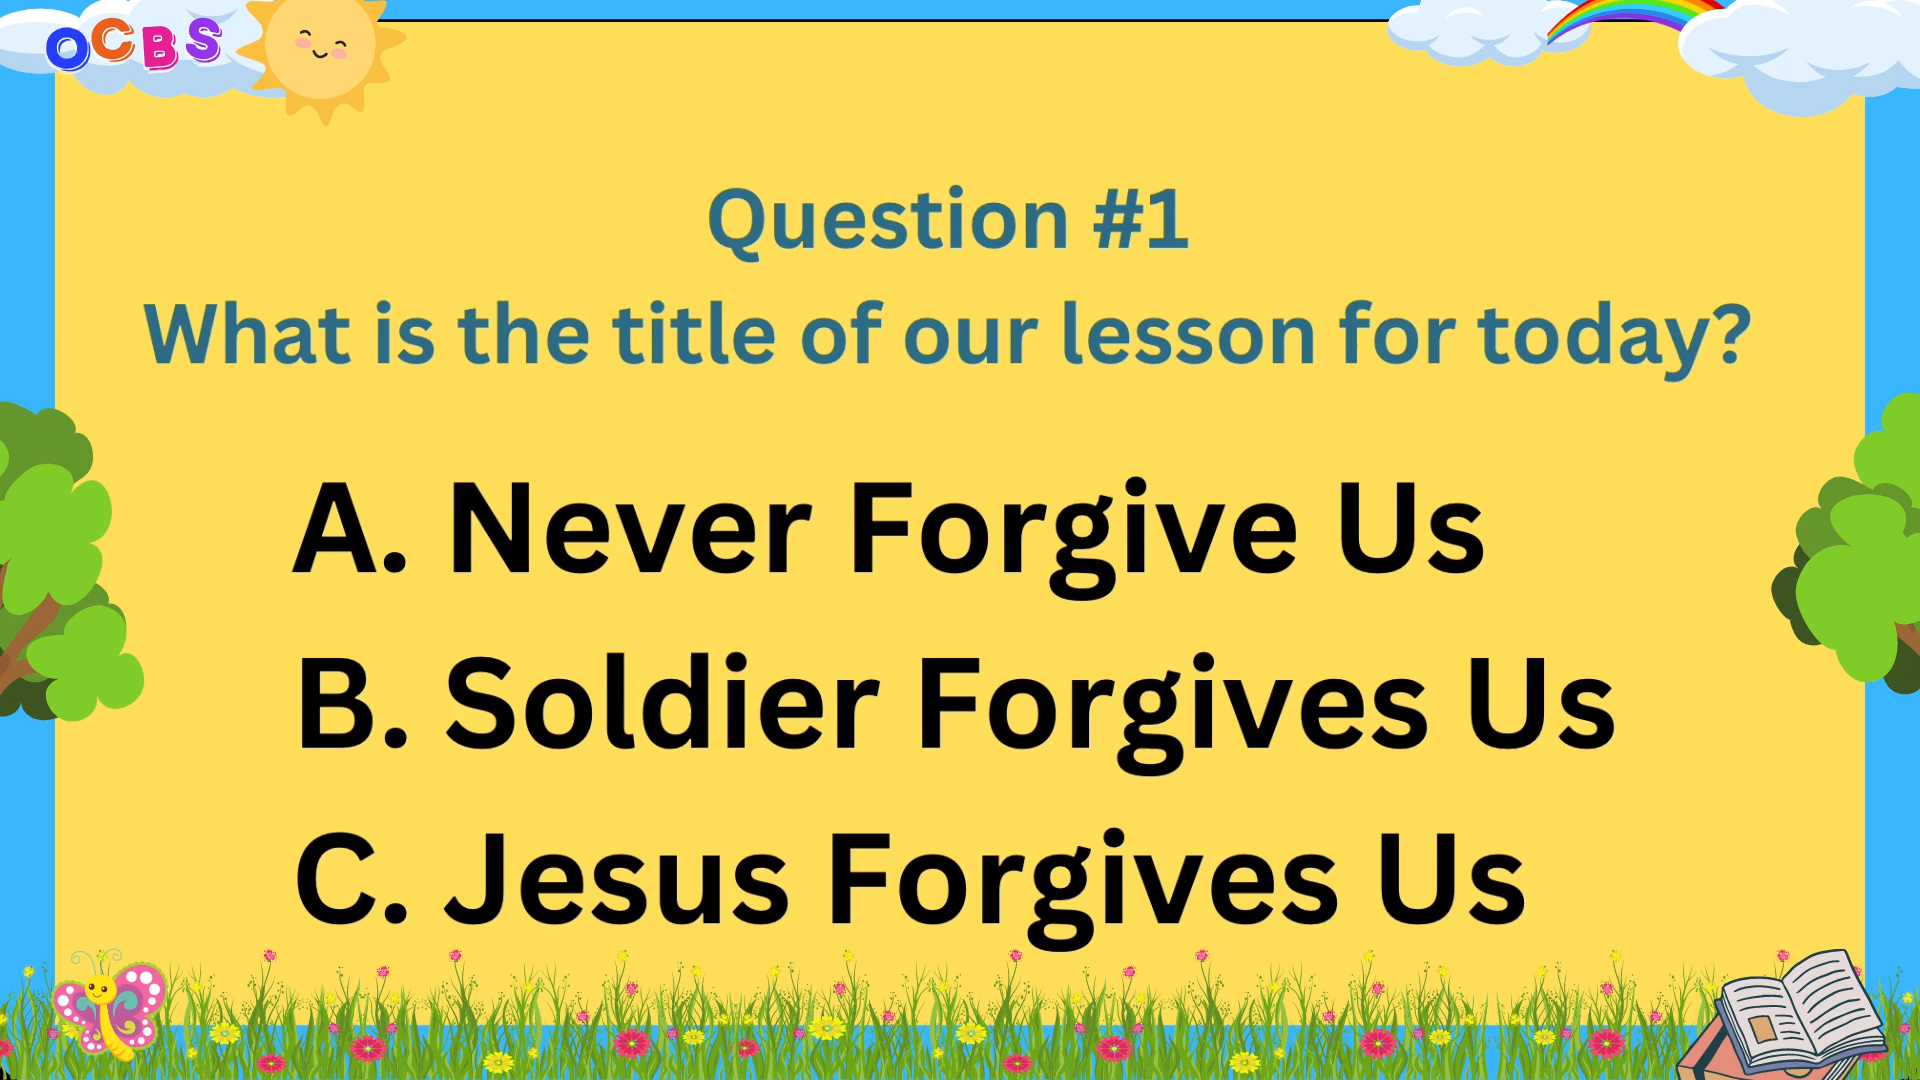 OCBS
Question #1
What is the title of our lesson for today?
A. Never Forgive Us
B. Soldier Forgives Us
C. Jesus Forgives Us